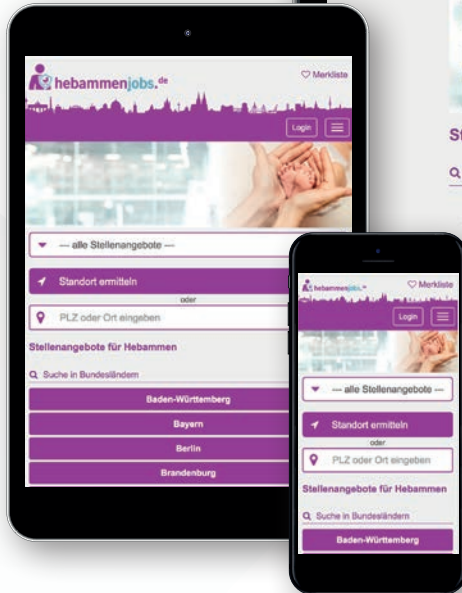 hebammenjobs.de
♡ Merkliste
Login
--- alle Stellenangebote ---
Standort ermitteln
oder
PLZ oder Ort eingeben
Stellenangebote für Hebammen
Suche in Bundesländern
Baden-Württemberg
Bayern
Berlin
Brandenburg
hebammenjobs.de
♡ Merkliste
Login
--- alle Stellenangebote ---
Standort ermitteln
oder
PLZ oder Ort eingeben
Stellenangebote für Hebammen
Suche in Bundesländern
Baden-Württemberg
St